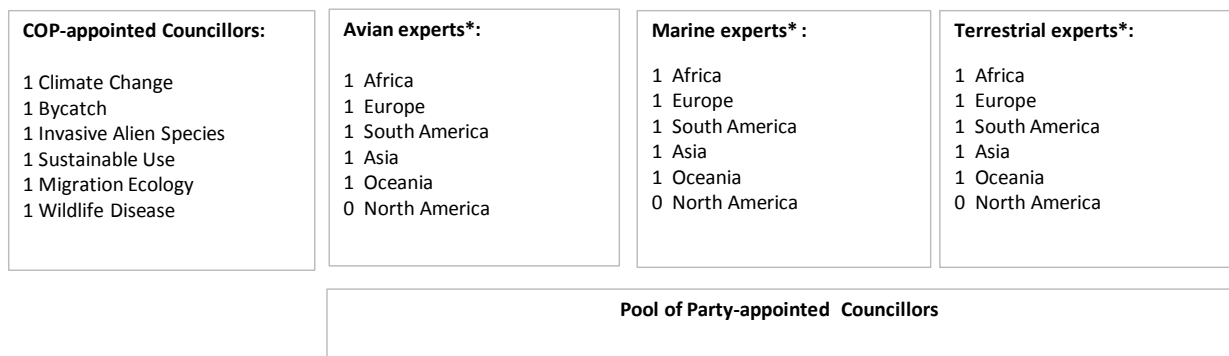 COP-appointed Councillors:
1 Climate Change
1 Bycatch
1 Invasive Alien Species
1 Sustainable Use
1 Migration Ecology
1 Wildlife Disease
Avian experts*:
1 Africa
1 Europe
1 South America
1 Asia
1 Oceania
0 North America
Marine experts* :
1 Africa
1 Europe
1 South America
1 Asia
1 Oceania
0 North America
Terrestrial experts*:
1 Africa
1 Europe
1 South America
1 Asia
1 Oceania
0 North America
Pool of Party-appointed Councillors